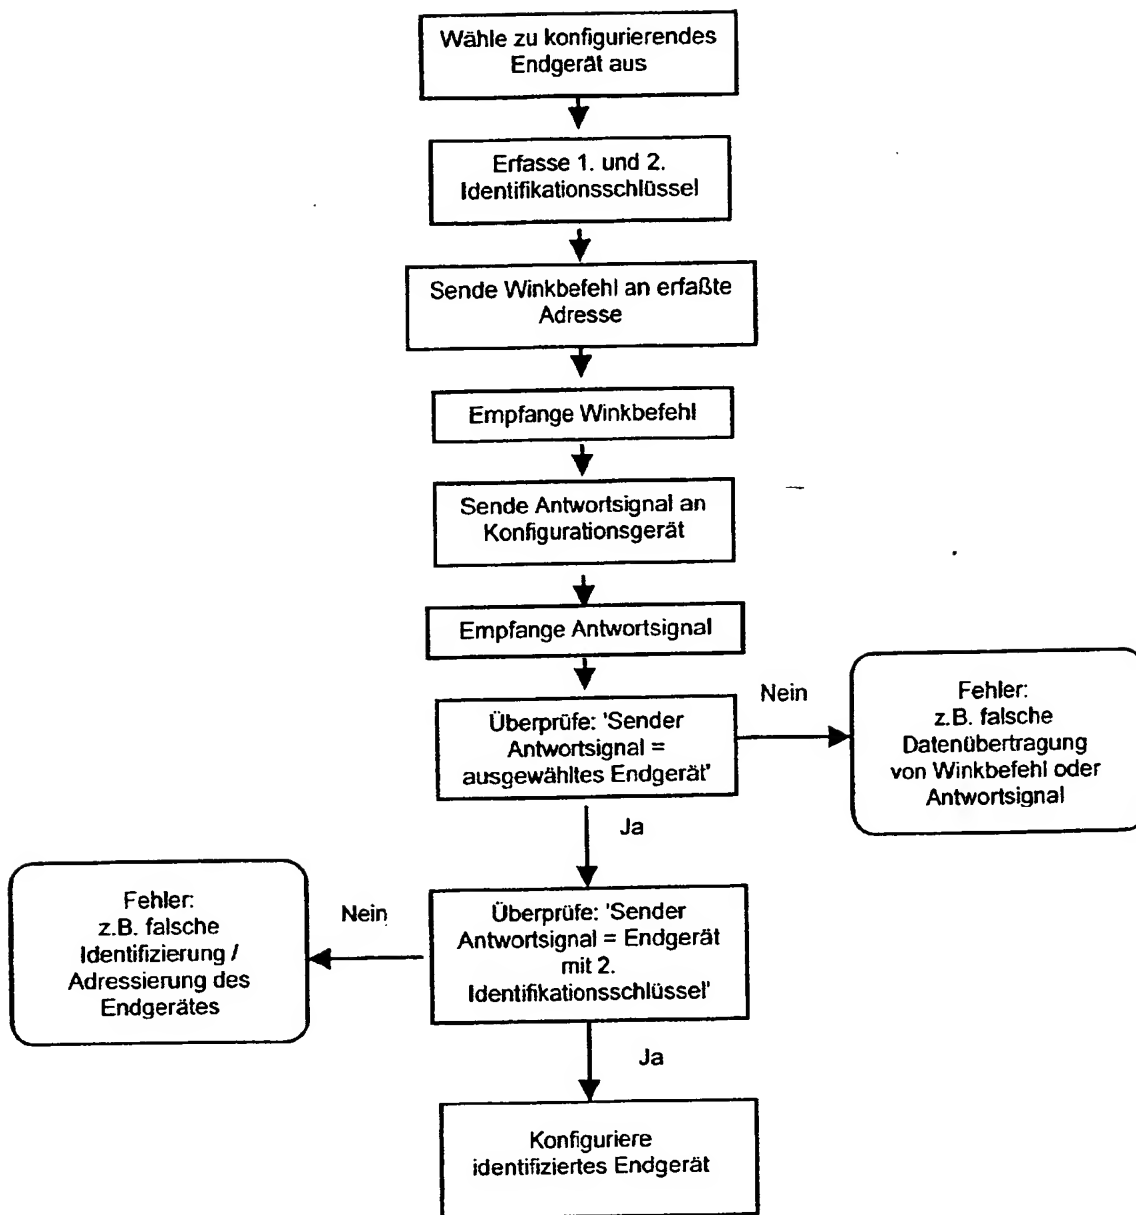 Wähle zu konfigurierendes
Endgerät aus
Erfasse 1. und 2.
Identifikationsschlüssel
Sende Winkbefehl an erfaßte
Adresse
Empfange Winkbefehl
Sende Antwortsignal an
Konfigurationsgerät
Empfange Antwortsignal
Überprüfe: 'Sender
Antwortsignal =
ausgewähltes Endgerät'
Nein
Fehler:
z.B. falsche
Datenübertragung
von Winkbefehl oder
Antwortsignal
Ja
Überprüfe: 'Sender
Antwortsignal = Endgerät
mit 2.
Identifikationsschlüssel'
Nein
Fehler:
z.B. falsche
Identifizierung /
Adressierung des
Endgerätes
Ja
Konfiguriere
identifiziertes Endgerät